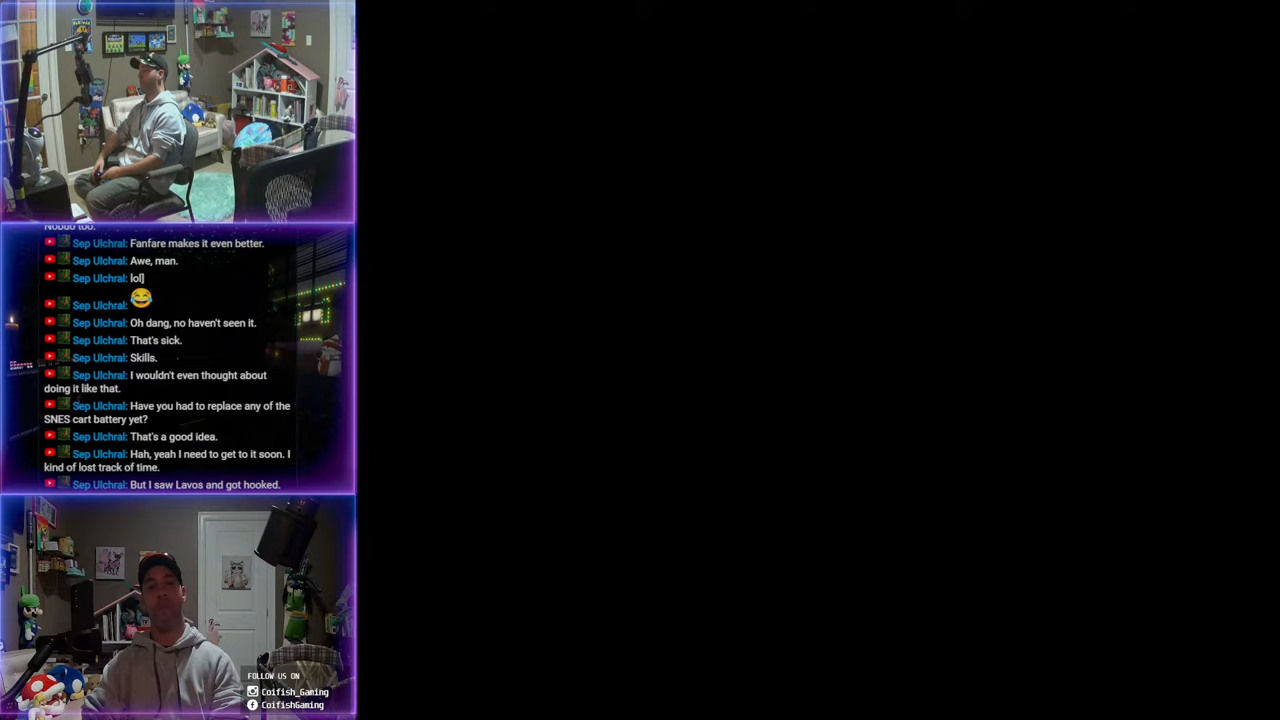 Nobuo too.
Sep Ulchral: Fanfare makes it even better.
Sep Ulchral: Awe, man.
Sep Ulchral: lol]
Sep Ulchral: 😂
Sep Ulchral: Oh dang, no haven't seen it.
Sep Ulchral: That's sick.
Sep Ulchral: Skills.
Sep Ulchral: I wouldn't even thought about
doing it like that.
Sep Ulchral: Have you had to replace any of the
SNES cart battery yet?
Sep Ulchral: That's a good idea.
Sep Ulchral: Hah, yeah I need to get to it soon. I
kind of lost track of time.
Sep Ulchral: But I saw Lavos and got hooked.
FOLLOW US ON
Coifish_Gaming
CoifishGaming